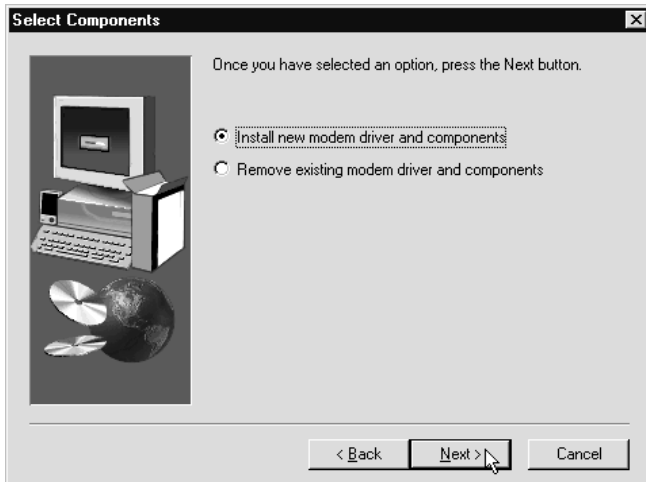 Select Components
Once you have selected an option, press the Next button.
Install new modem driver and components
Remove existing modem driver and components
< Back
Next >
Cancel